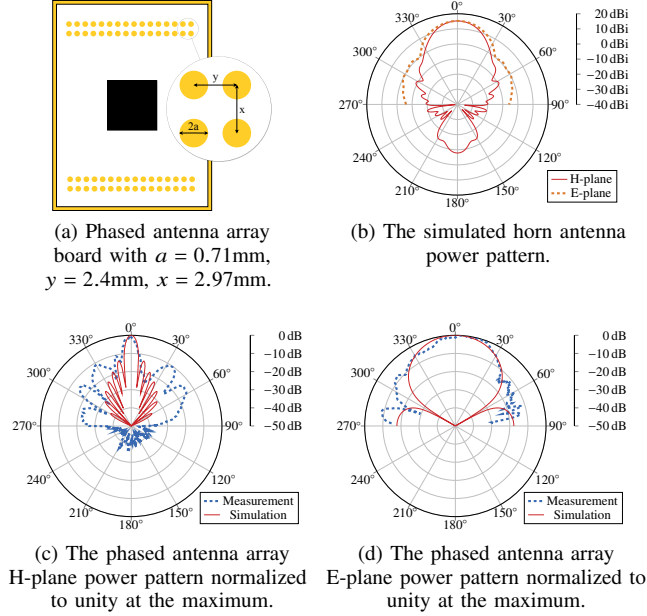 y
x
2a
(a) Phased antenna array
board with a = 0.71mm,
y = 2.4mm, x = 2.97mm.
0°
30°
60°
90°
120°
150°
180°
210°
240°
270°
300°
330°
20 dBi
10 dBi
0 dBi
−10 dBi
−20 dBi
−30 dBi
−40 dBi
H-plane
E-plane
(b) The simulated horn antenna
power pattern.
0°
30°
60°
90°
120°
150°
180°
210°
240°
270°
300°
330°
0 dB
−10 dB
−20 dB
−30 dB
−40 dB
−50 dB
Measurement
Simulation
(c) The phased antenna array
H-plane power pattern normalized
to unity at the maximum.
0°
30°
60°
90°
120°
150°
180°
210°
240°
270°
300°
330°
0 dB
−10 dB
−20 dB
−30 dB
−40 dB
−50 dB
Measurement
Simulation
(d) The phased antenna array
E-plane power pattern normalized to
unity at the maximum.